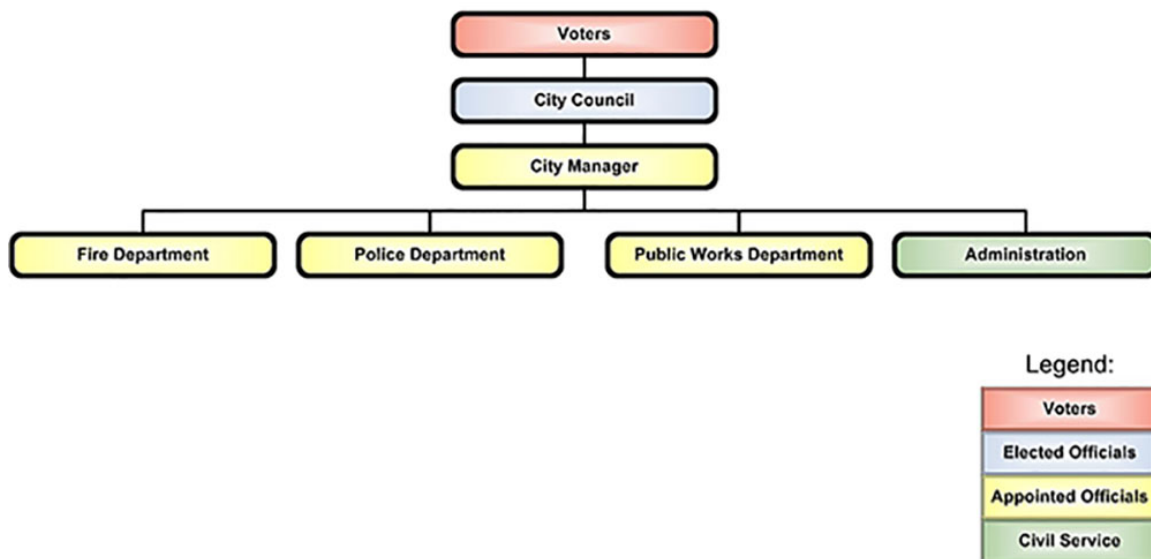 Voters
City Council
City Manager
Fire Department
Police Department
Public Works Department
Administration
Legend:
Voters
Elected Officials
Appointed Officials
Civil Service